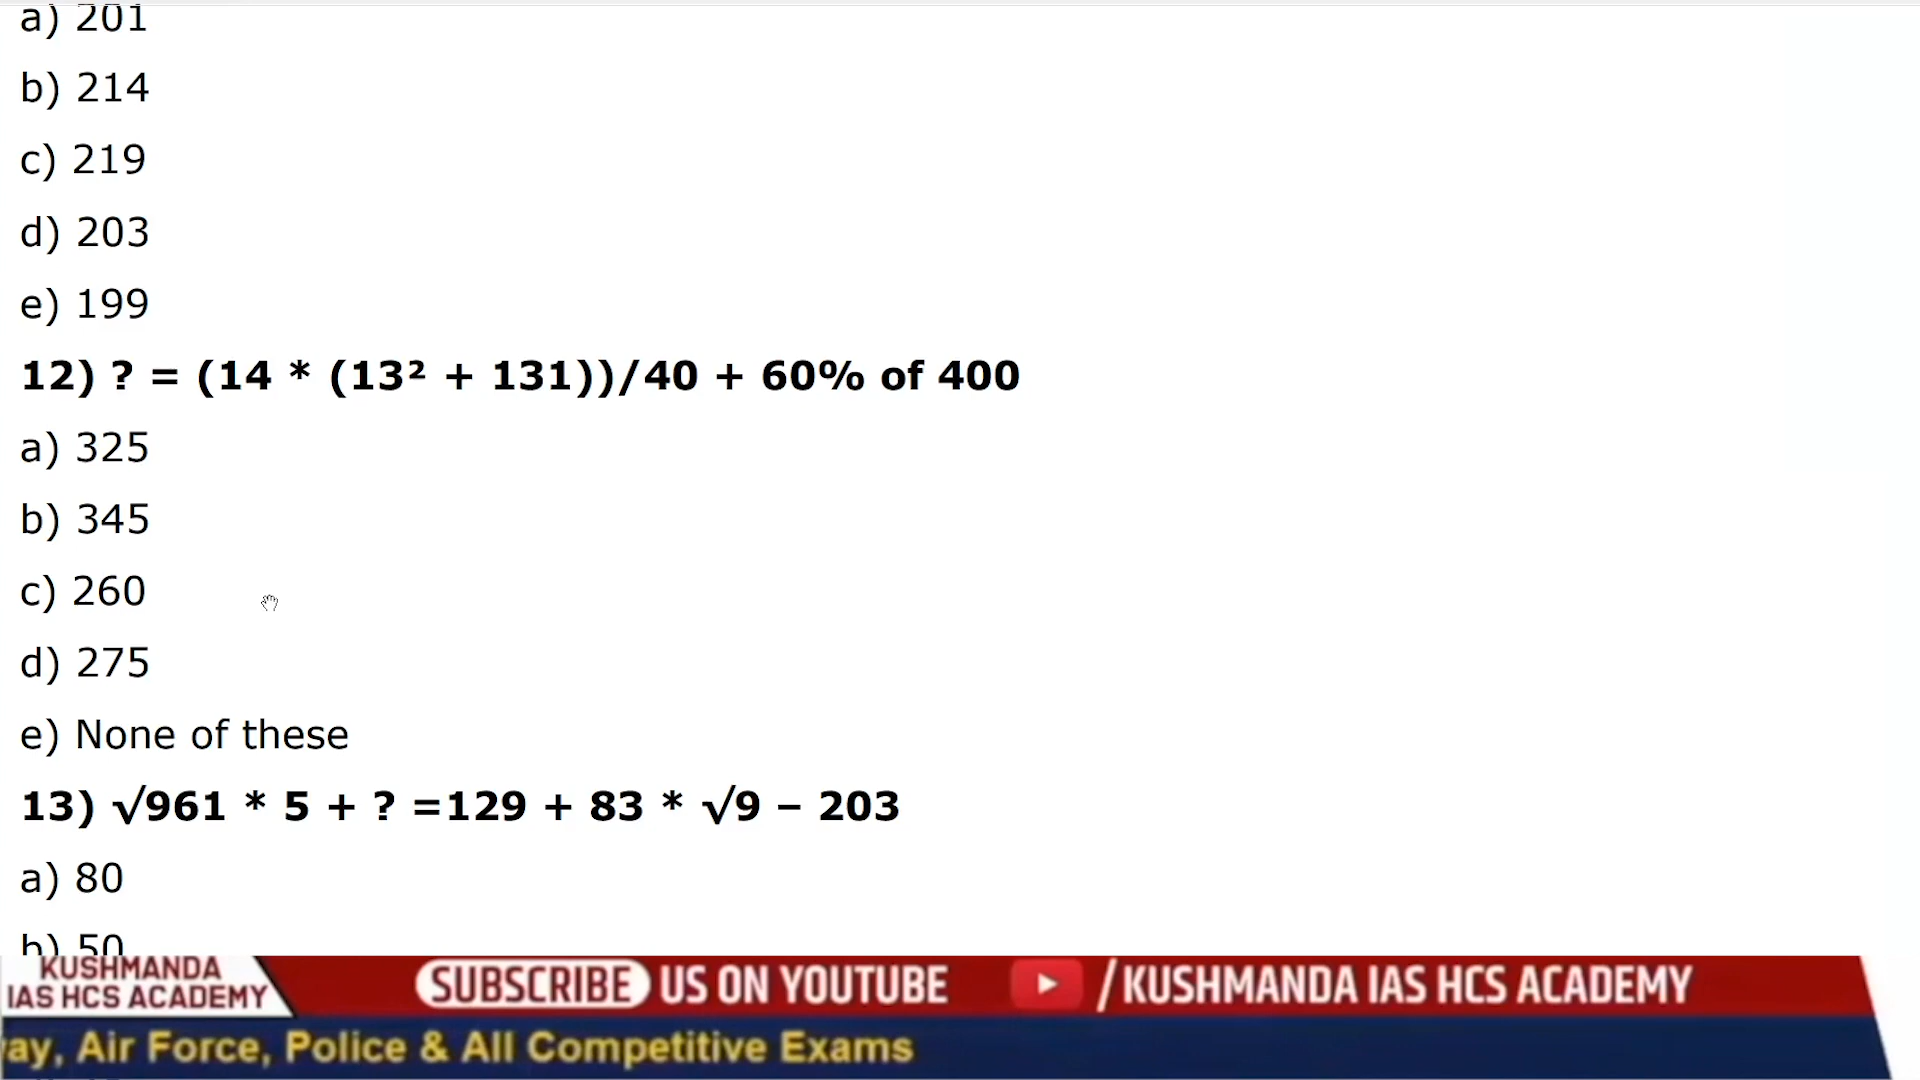 a) 201
b) 214
c) 219
d) 203
e) 199
12) ? = (14 * (13² + 131))/40 + 60% of 400
a) 325
b) 345
c) 260
d) 275
e) None of these
13) √961 * 5 + ? =129 + 83 * √9 – 203
a) 80
b) 50
KUSHMANDA
IAS HCS ACADEMY
SUBSCRIBE US ON YOUTUBE
/KUSHMANDA IAS HCS ACADEMY
ay, Air Force, Police & All Competitive Exams